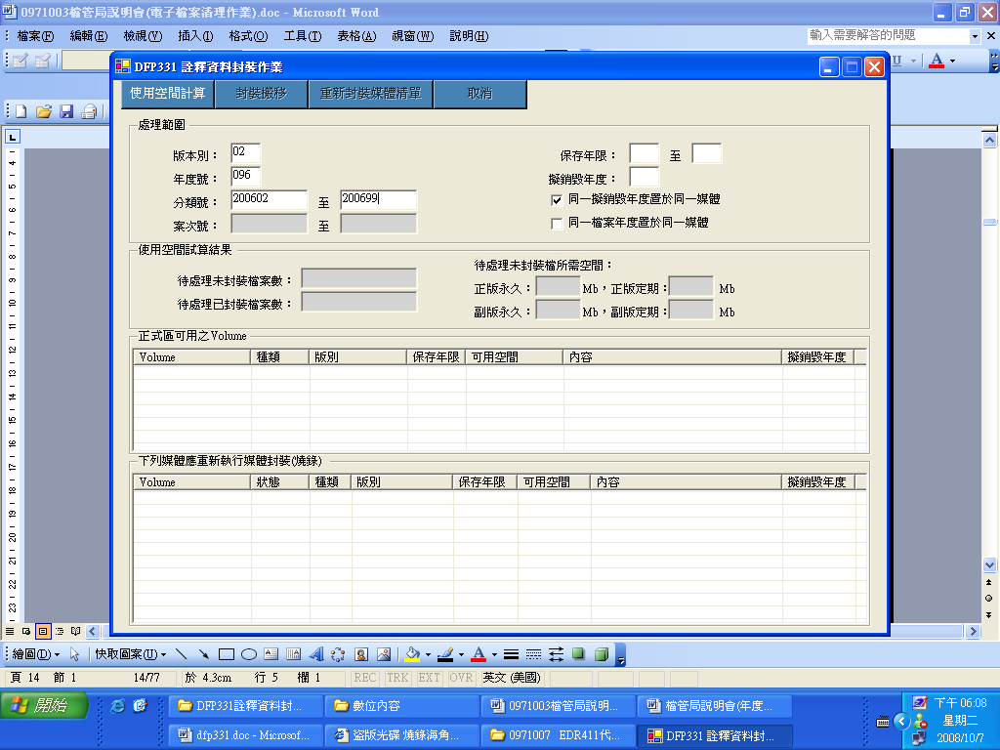 0971003檔管局說明會(電子檔案清理作業).doc - Microsoft Word
檔案(F) 編輯(E) 檢視(V) 插入(I) 格式(O) 工具(T) 表格(A) 視窗(W) 說明(H) 輸入需要解答的問題
DFP331 詮釋資料封裝作業
使用空間計算 封裝搬移 重新封裝媒體清單 取消
處理範圍
版本別： 02 保存年限： 至
年度號： 096 擬銷毀年度：
分類號： 200602 至 200699 同一擬銷毀年度置於同一媒體
案次號： 至 同一檔案年度置於同一媒體
使用空間試算結果
待處理未封裝檔所需空間：
待處理未封裝檔案數： 正版永久： Mb，正版定期： Mb
待處理已封裝檔案數： 副版永久： Mb，副版定期： Mb
正式區可用之Volume
Volume 種類 版別 保存年限 可用空間 內容 擬銷毀年度
下列媒體應重新執行媒體封裝(燒錄)
Volume 狀態 種類 版別 保存年限 可用空間 內容 擬銷毀年度
繪圖(D) 快取圖案(U)
頁 14 節 1 14/77 於 4.3cm 行 5 欄 1 REC TRK EXT OVR 英文 (美國)
開始 DFP331詮釋資料封... 數位內容 0971003檔管局說明... 檔管局說明會(年度... 下午 06:08
星期二
dfp331.doc - Microsof... 盜版光碟 燒錄海角... 0971007 EDR411代... DFP331 詮釋資料封... 2008/10/7